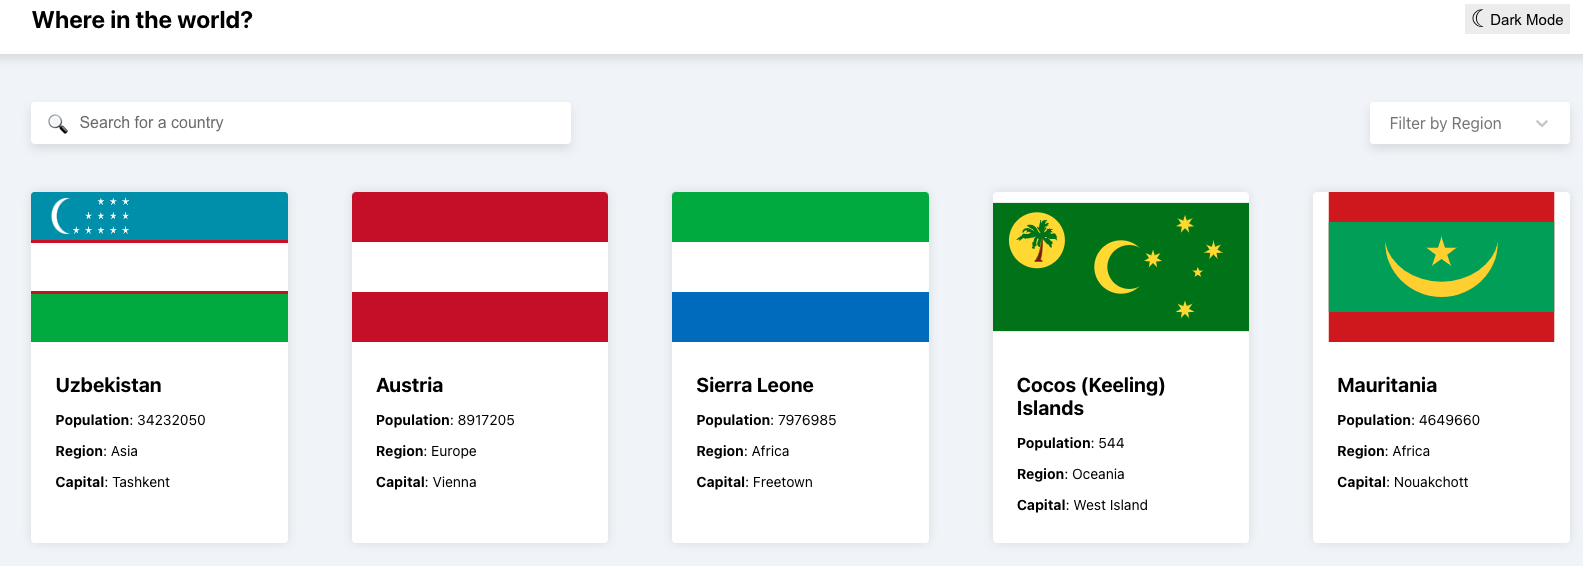 Where in the world?
Dark Mode
Search for a country
Filter by Region
Uzbekistan
Population: 34232050
Region: Asia
Capital: Tashkent
Austria
Population: 8917205
Region: Europe
Capital: Vienna
Sierra Leone
Population: 7976985
Region: Africa
Capital: Freetown
Cocos (Keeling)
Islands
Population: 544
Region: Oceania
Capital: West Island
Mauritania
Population: 4649660
Region: Africa
Capital: Nouakchott